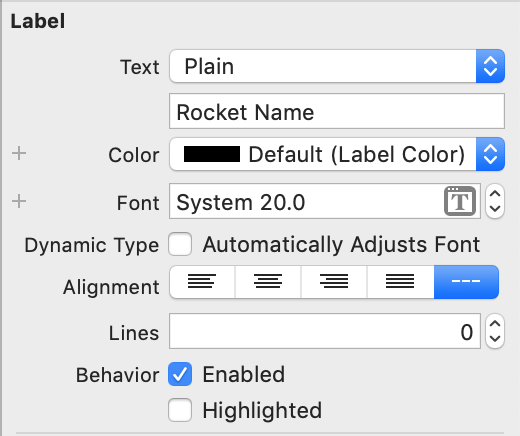 Label
Text Plain
Rocket Name
Color Default (Label Color)
Font System 20.0 T
Dynamic Type Automatically Adjusts Font
Alignment ---
Lines 0
Behavior Enabled
Highlighted